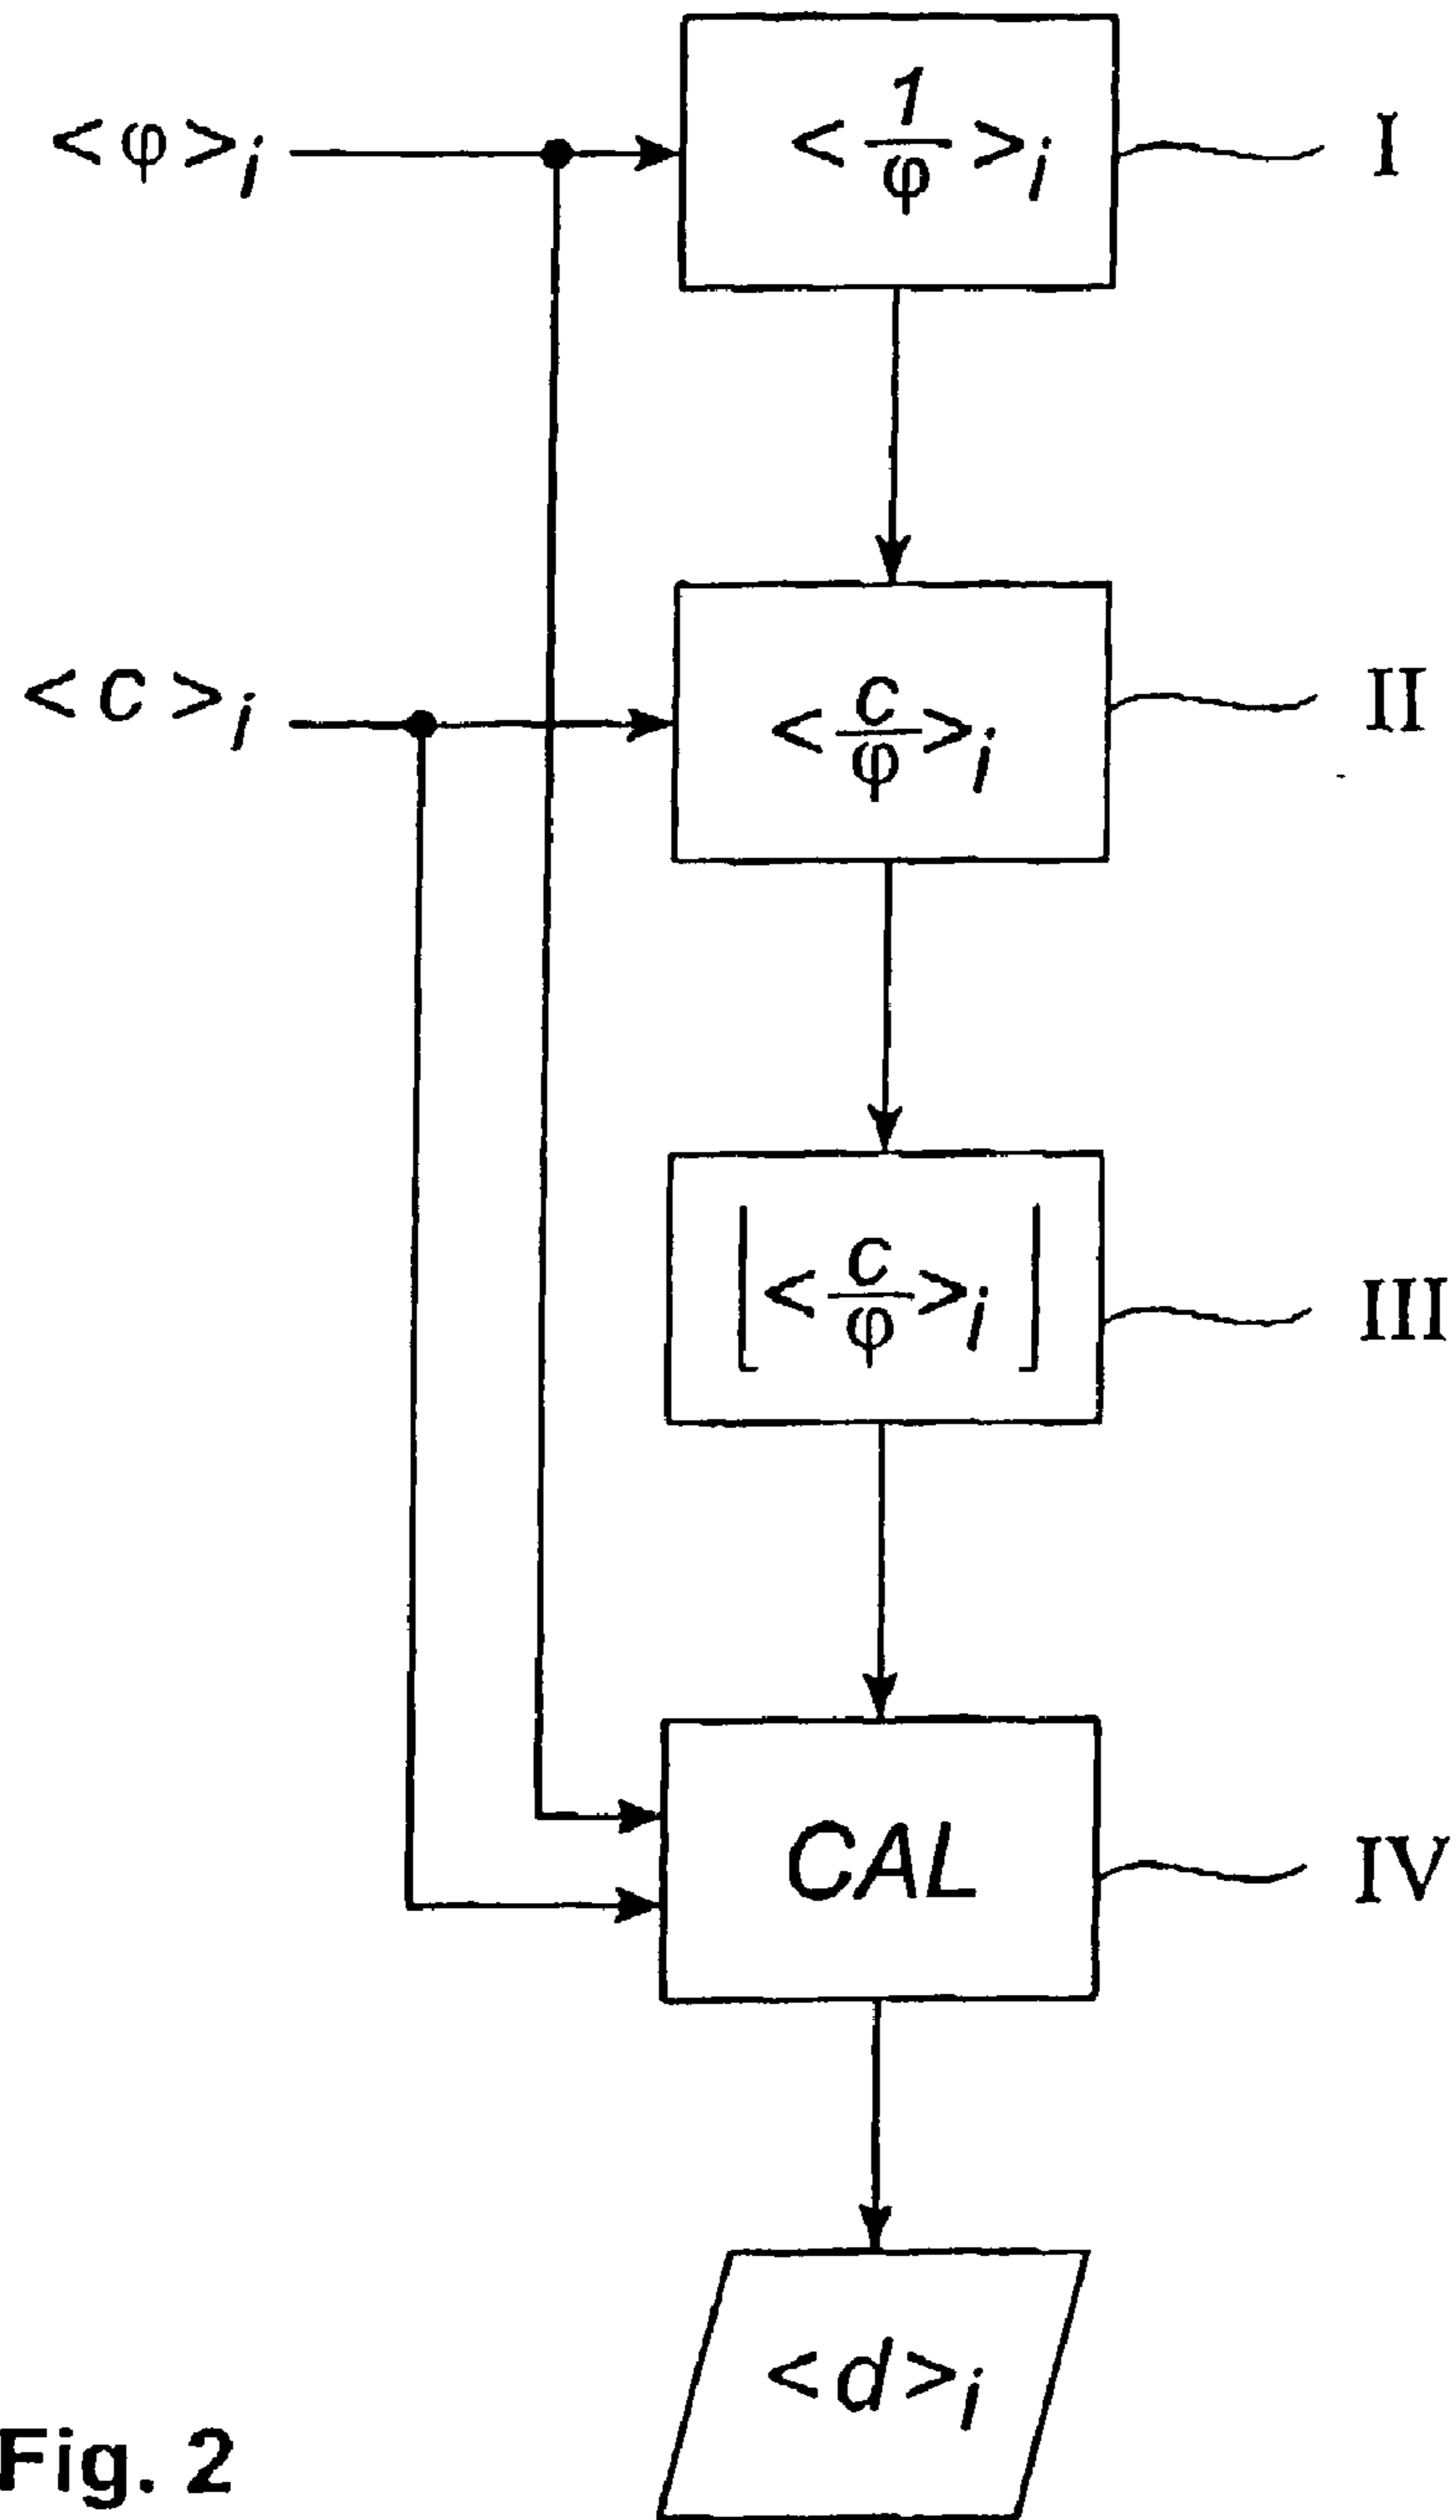 <φ>i
<1/φ>i
I
<c>i
<c/φ>i
II
⌊<c/φ>i⌋
III
CAL
IV
<d>i
Fig. 2